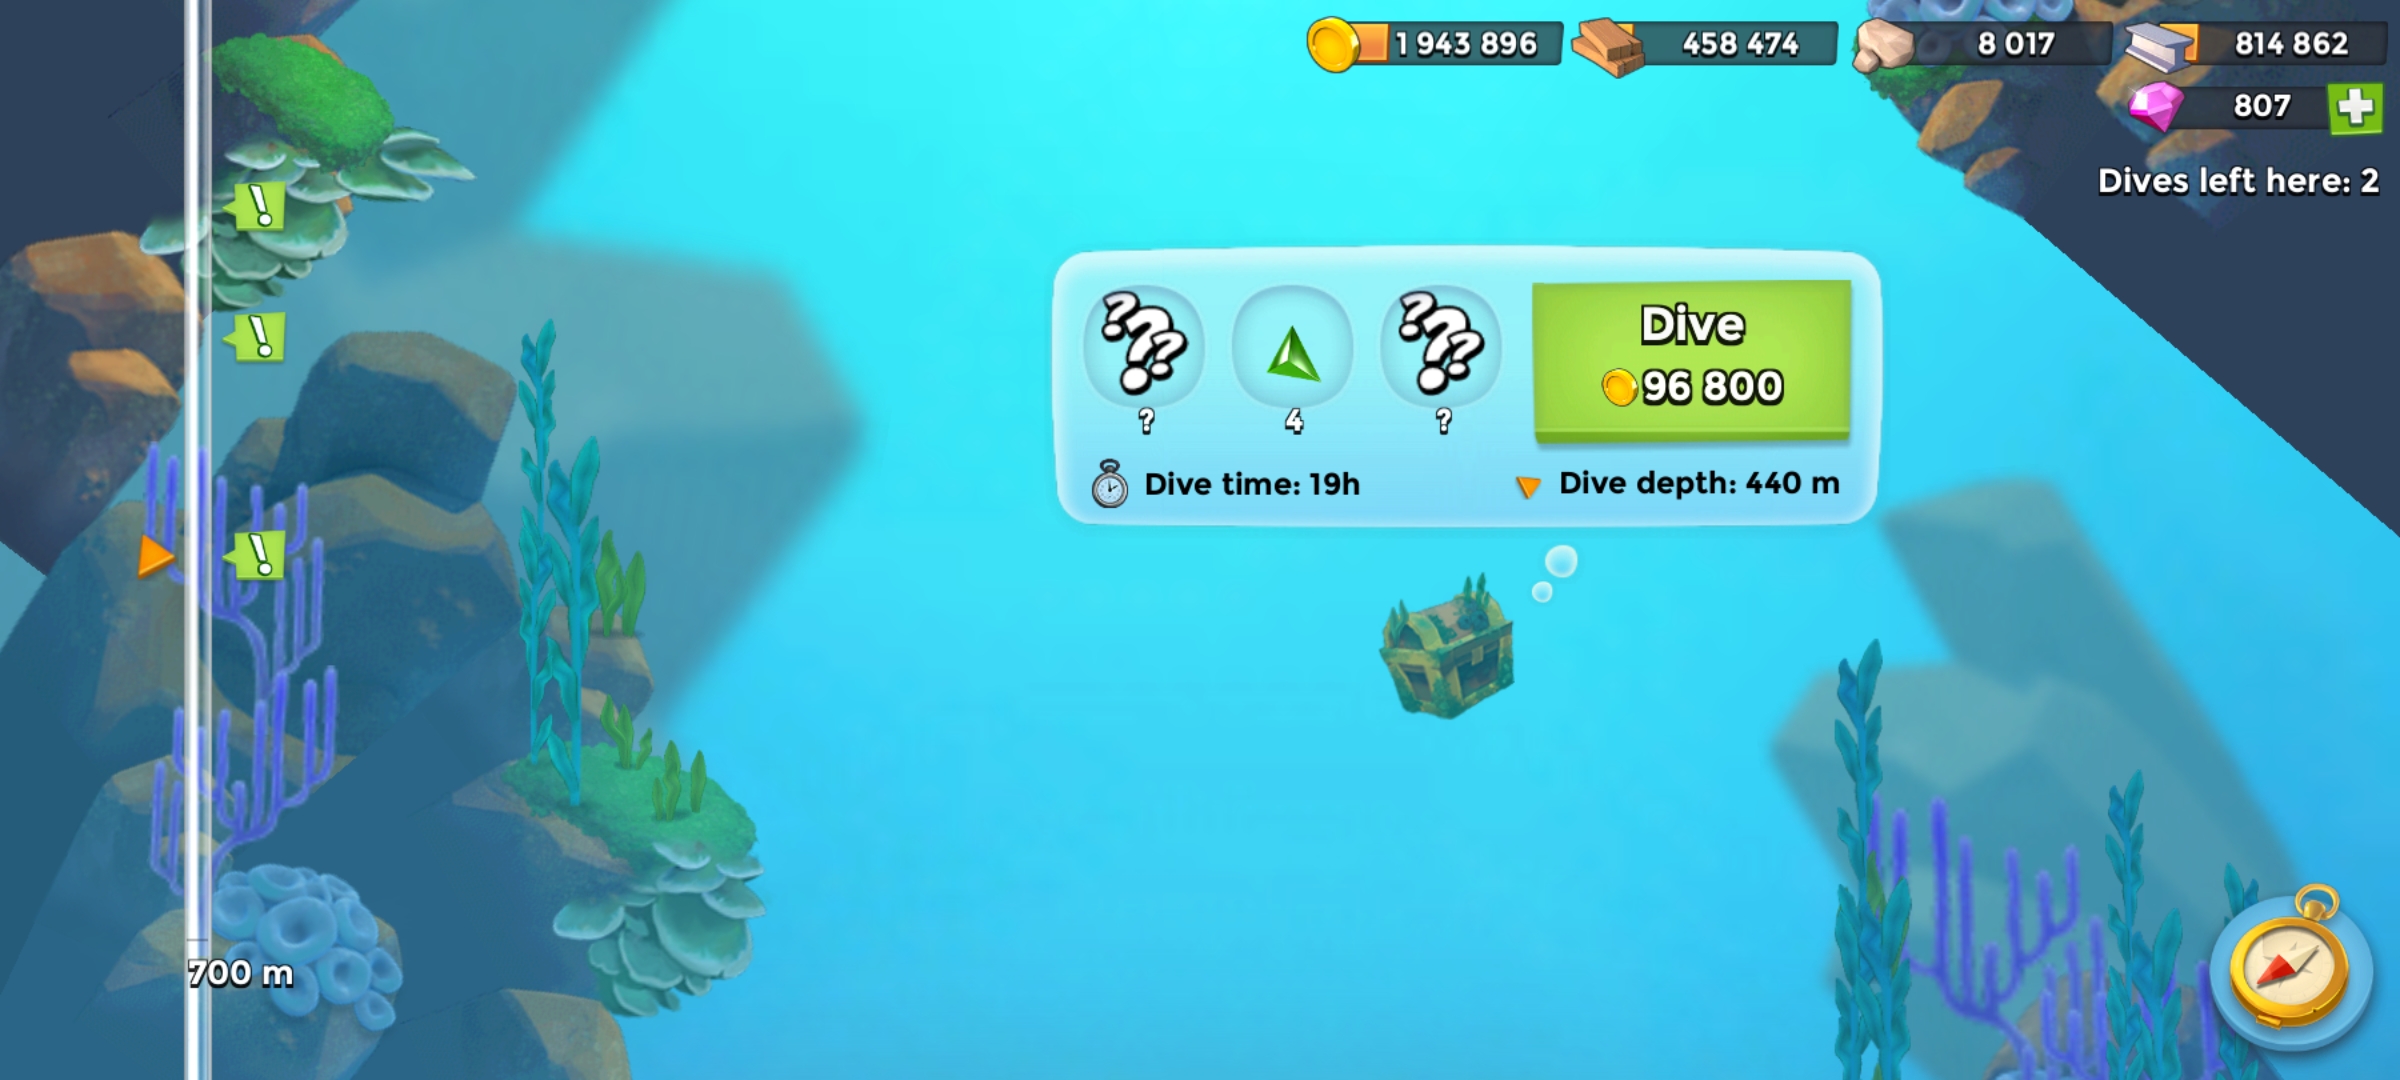 1 943 896
458 474
8 017
814 862
807
Dives left here: 2
!
!
!
???
???
?
4
?
Dive
96 800
Dive time: 19h
Dive depth: 440 m
700 m